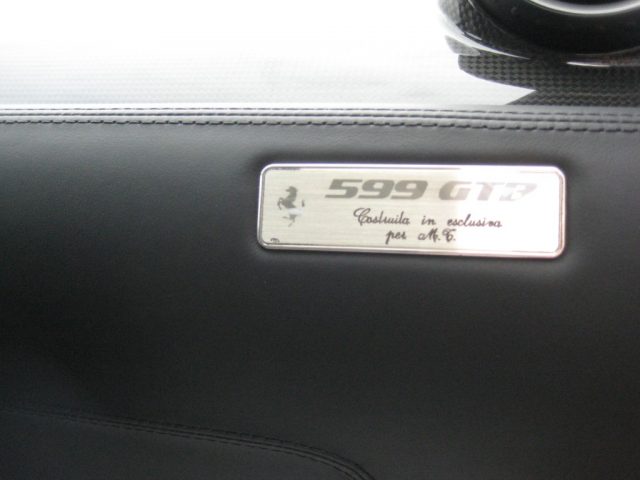 599 GTB
Costruita in esclusiva
per M.T.